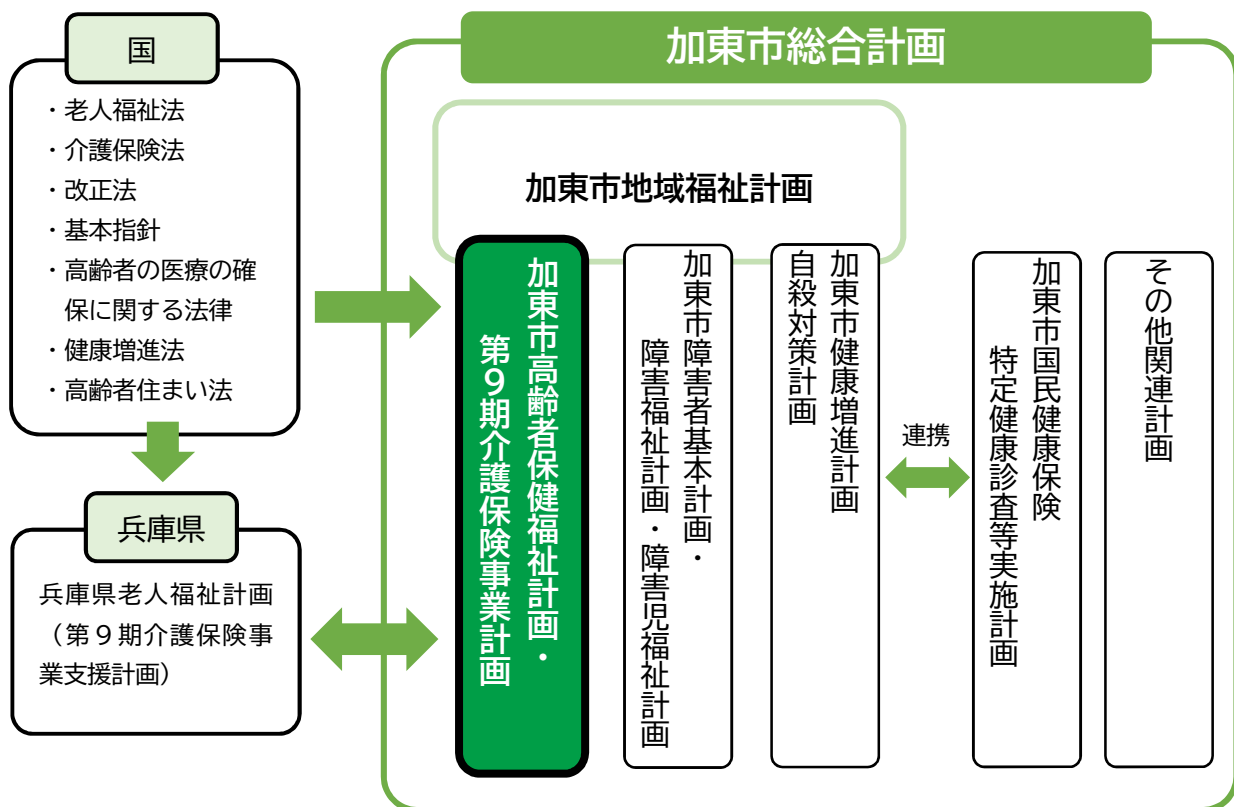 国
・老人福祉法
・介護保険法
・改正法
・基本指針
・高齢者の医療の確
保に関する法律
・健康増進法
・高齢者住まい法
兵庫県
兵庫県老人福祉計画
（第９期介護保険事
業支援計画）
加東市総合計画
加東市地域福祉計画
加東市高齢者保健福祉計画・
第９期介護保険事業計画
加東市障害者基本計画・
障害福祉計画・障害児福祉計画
加東市健康増進計画
自殺対策計画
連携
加東市国民健康保険
特定健康診査等実施計画
その他関連計画